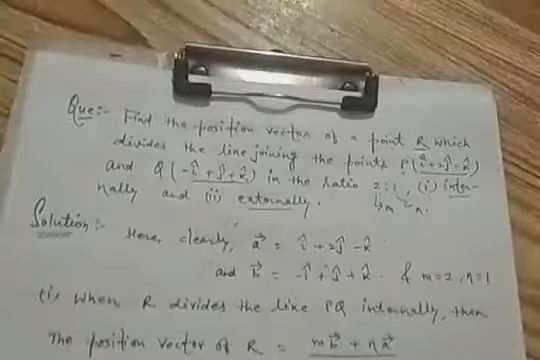 Que:- Find the position vector of a point R which
divides the line joining the points P(î+2ĵ-k̂)
and Q(-î+ĵ+k̂) in the ratio 2:1, (i) inter-
nally and (ii) externally. ↳m ↘n.
Solution:- Here, clearly, a⃗ = î+2ĵ-k̂
and b⃗ = -î+ĵ+k̂. & m=2, n=1
(i) When R divides the line PQ internally, then
The position vector of R = mb⃗ + na⃗